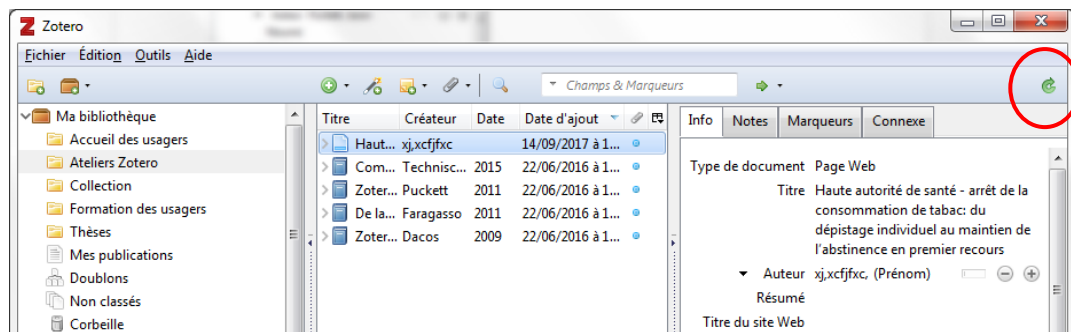 Zotero
Fichier Édition Outils Aide
Champs & Marqueurs
Ma bibliothèque
Accueil des usagers
Ateliers Zotero
Collection
Formation des usagers
Thèses
Mes publications
Doublons
Non classés
Corbeille
Titre Créateur Date Date d'ajout
Haut... xj,xcfjfxc 14/09/2017 à 1...
Com... Technisc... 2015 22/06/2016 à 1...
Zoter... Puckett 2011 22/06/2016 à 1...
De la... Faragasso 2011 22/06/2016 à 1...
Zoter... Dacos 2009 22/06/2016 à 1...
Info Notes Marqueurs Connexe
Type de document Page Web
Titre Haute autorité de santé - arrêt de la
consommation de tabac: du
dépistage individuel au maintien de
l'abstinence en premier recours
Auteur xj,xcfjfxc, (Prénom)
Résumé
Titre du site Web